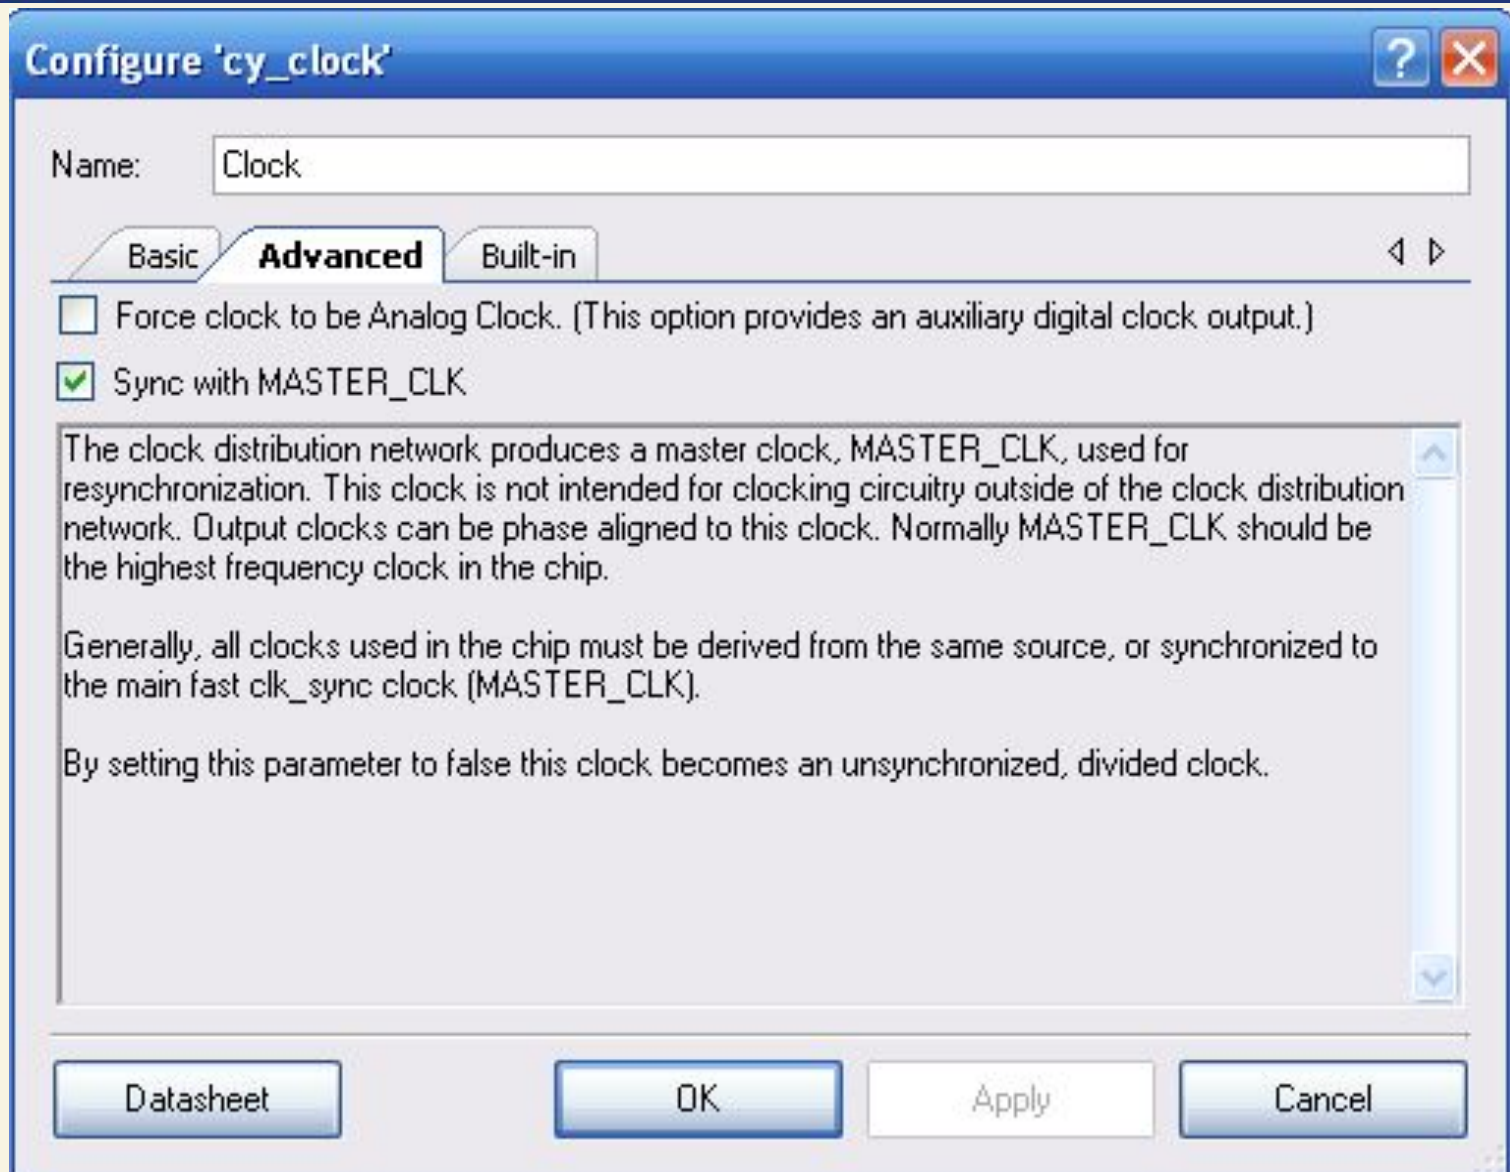 Configure 'cy_clock'
Name: Clock
Basic Advanced Built-in
Force clock to be Analog Clock. (This option provides an auxiliary digital clock output.)
Sync with MASTER_CLK
The clock distribution network produces a master clock, MASTER_CLK, used for
resynchronization. This clock is not intended for clocking circuitry outside of the clock distribution
network. Output clocks can be phase aligned to this clock. Normally MASTER_CLK should be
the highest frequency clock in the chip.
Generally, all clocks used in the chip must be derived from the same source, or synchronized to
the main fast clk_sync clock (MASTER_CLK).
By setting this parameter to false this clock becomes an unsynchronized, divided clock.
Datasheet OK Apply Cancel